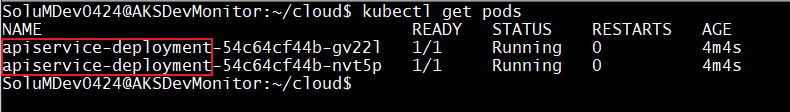 SoluMDev0424@AKSDevMonitor:~/cloud$ kubectl get pods
NAME READY STATUS RESTARTS AGE
apiservice-deployment-54c64cf44b-gv22l 1/1 Running 0 4m4s
apiservice-deployment-54c64cf44b-nvt5p 1/1 Running 0 4m4s
SoluMDev0424@AKSDevMonitor:~/cloud$